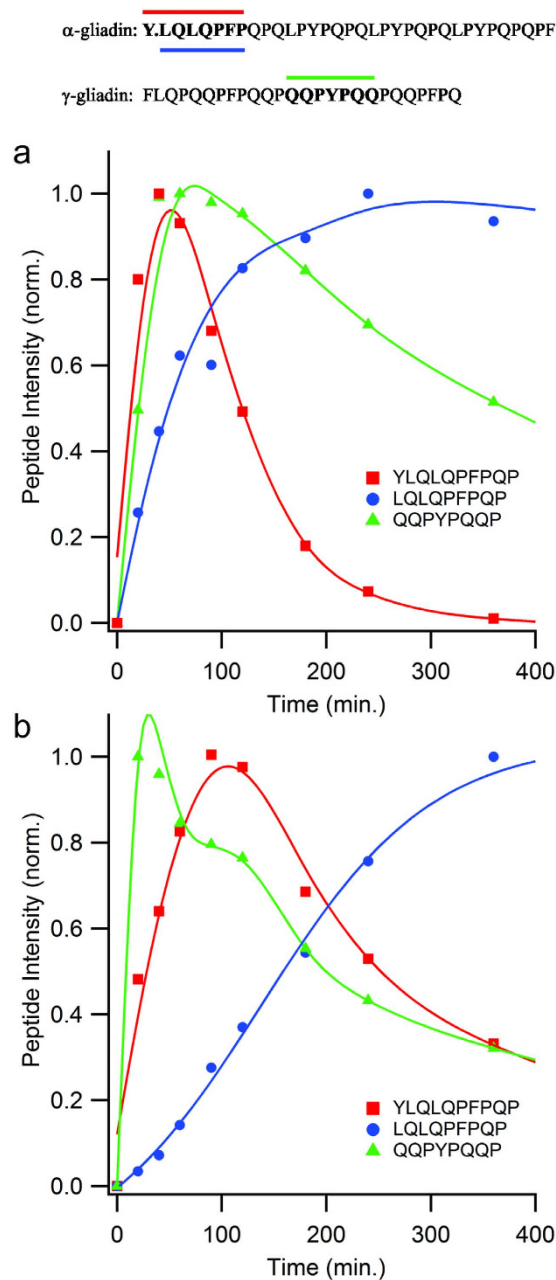 α-gliadin: Y.LQLQPFPQPQLPYPQPQLPYPQPQLPYPQPQPF
γ-gliadin: FLQPQQPFPQQPQQPYPQQPQQPFPQ
a
1.0
0.8
0.6
0.4
0.2
0.0
Peptide Intensity (norm.)
YLQLQPFPQP
LQLQPFPQP
QQPYPQQP
0
100
200
300
400
Time (min.)
b
1.0
0.8
0.6
0.4
0.2
0.0
Peptide Intensity (norm.)
YLQLQPFPQP
LQLQPFPQP
QQPYPQQP
0
100
200
300
400
Time (min.)